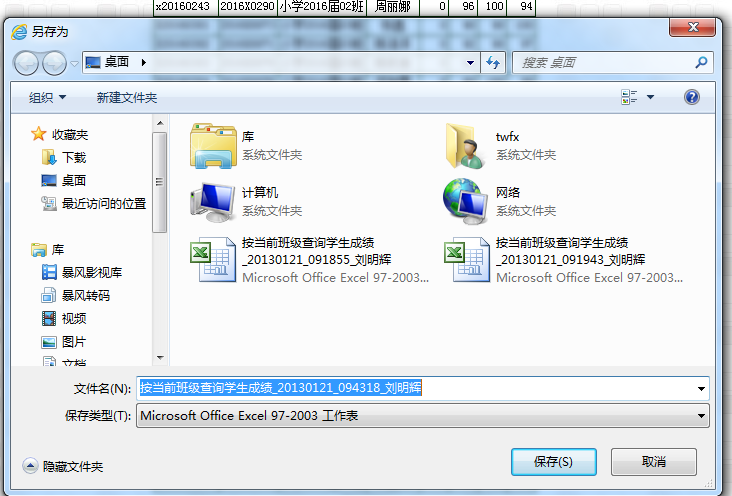 x20160243 2016X0290 小学2016届02班 周丽娜 0 96 100 94
另存为
桌面
搜索 桌面
组织 新建文件夹
收藏夹
下载
桌面
最近访问的位置
库
暴风影视库
暴风转码
视频
图片
文档
库
系统文件夹
twfx
系统文件夹
计算机
系统文件夹
网络
系统文件夹
按当前班级查询学生成绩
_20130121_091855_刘明辉
Microsoft Office Excel 97-2003...
按当前班级查询学生成绩
_20130121_091943_刘明辉
Microsoft Office Excel 97-2003...
文件名(N): 按当前班级查询学生成绩_20130121_094318_刘明辉
保存类型(T): Microsoft Office Excel 97-2003 工作表
隐藏文件夹 保存(S) 取消